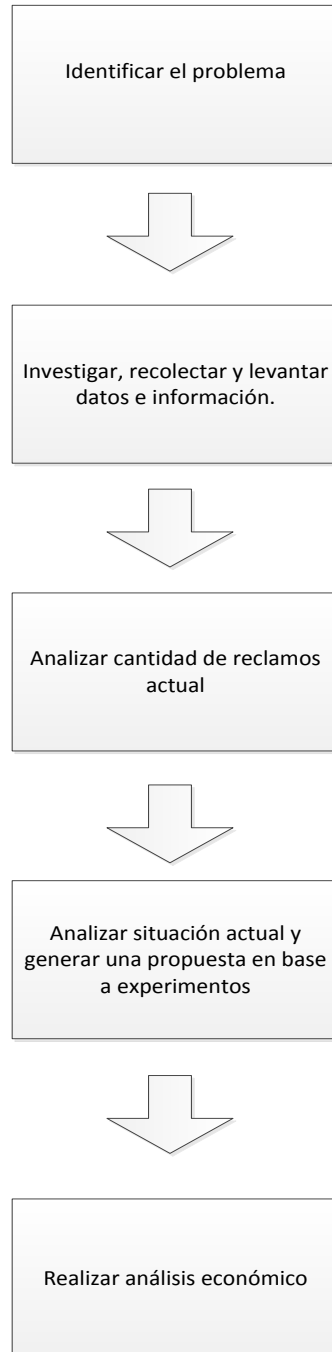 Identificar el problema
Investigar, recolectar y levantar
datos e información.
Analizar cantidad de reclamos
actual
Analizar situación actual y
generar una propuesta en base
a experimentos
Realizar análisis económico